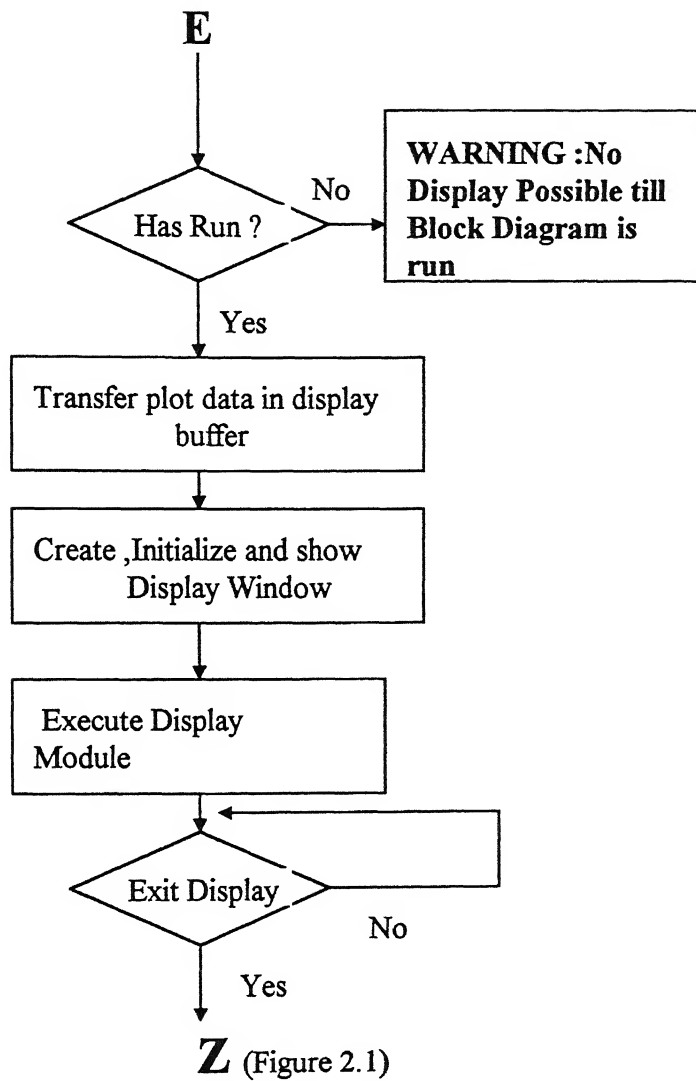 E
WARNING :No
Display Possible till
Block Diagram is
run
No
Has Run ?
Yes
Transfer plot data in display
buffer
Create ,Initialize and show
Display Window
Execute Display
Module
Exit Display
No
Yes
Z (Figure 2.1)